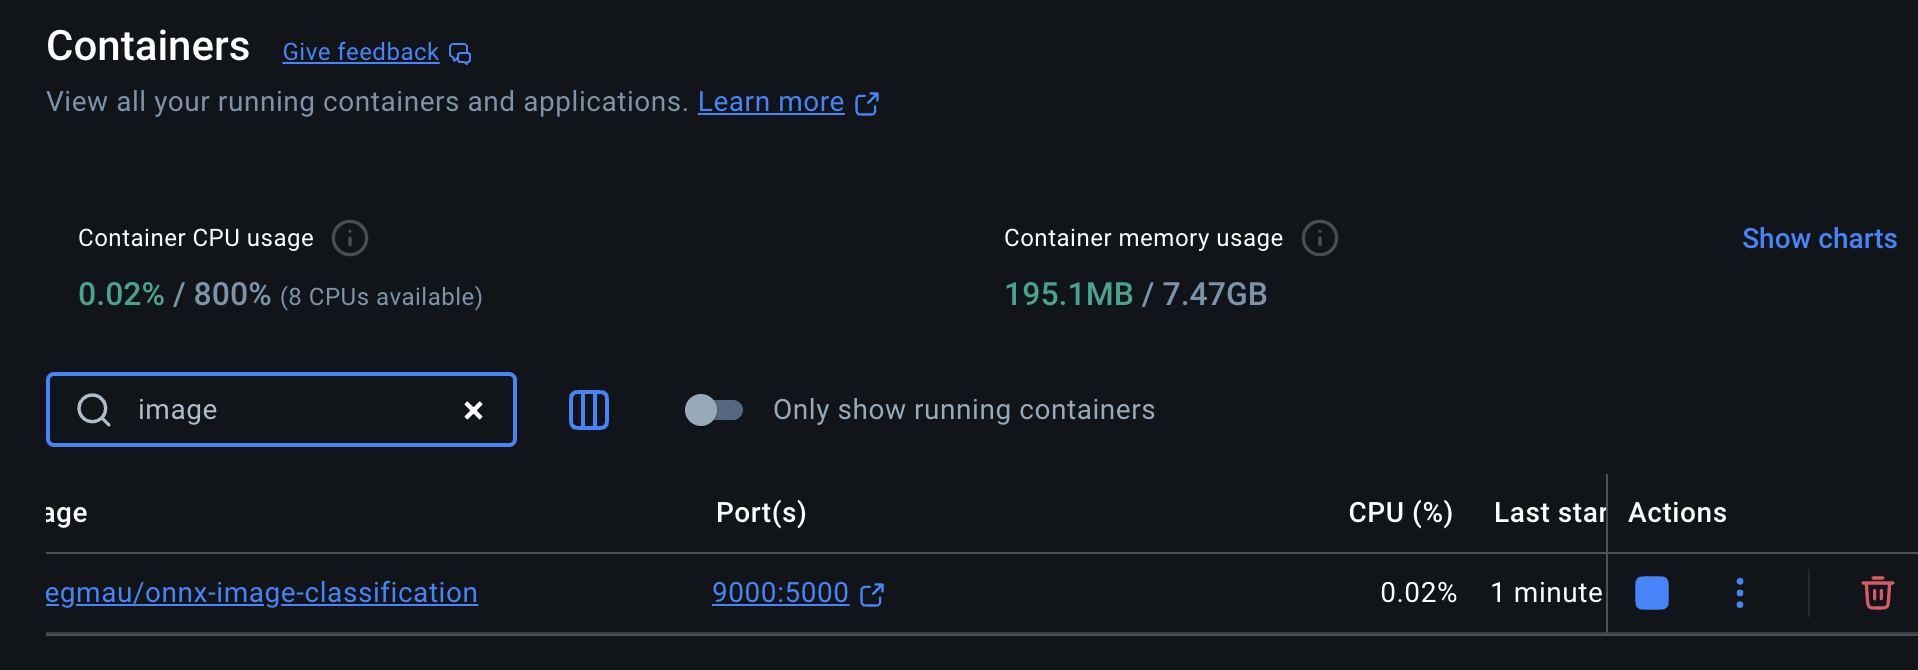 Containers Give feedback
View all your running containers and applications. Learn more
Container CPU usage Container memory usage Show charts
0.02% / 800% (8 CPUs available) 195.1MB / 7.47GB
image Only show running containers
age Port(s) CPU (%) Last star Actions
egmau/onnx-image-classification 9000:5000 0.02% 1 minute